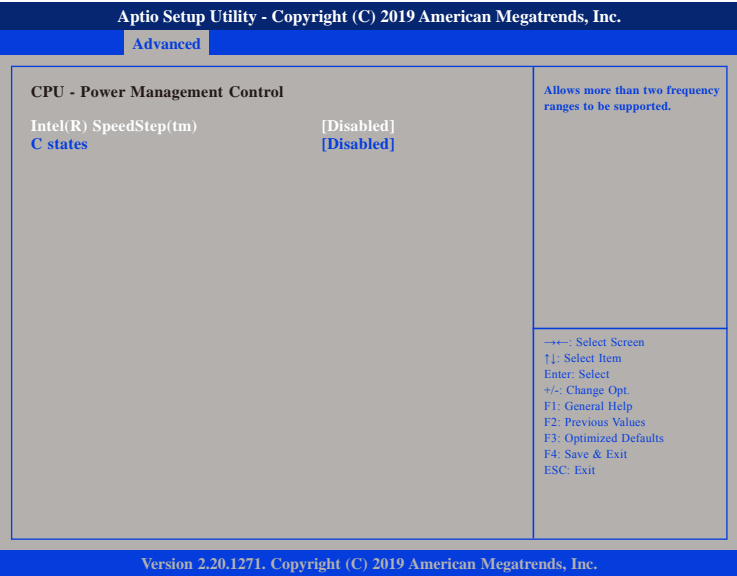 Aptio Setup Utility - Copyright (C) 2019 American Megatrends, Inc.
Advanced
CPU - Power Management Control
Intel(R) SpeedStep(tm) [Disabled]
C states [Disabled]
Allows more than two frequency
ranges to be supported.
→←: Select Screen
↑↓: Select Item
Enter: Select
+/-: Change Opt.
F1: General Help
F2: Previous Values
F3: Optimized Defaults
F4: Save & Exit
ESC: Exit
Version 2.20.1271. Copyright (C) 2019 American Megatrends, Inc.